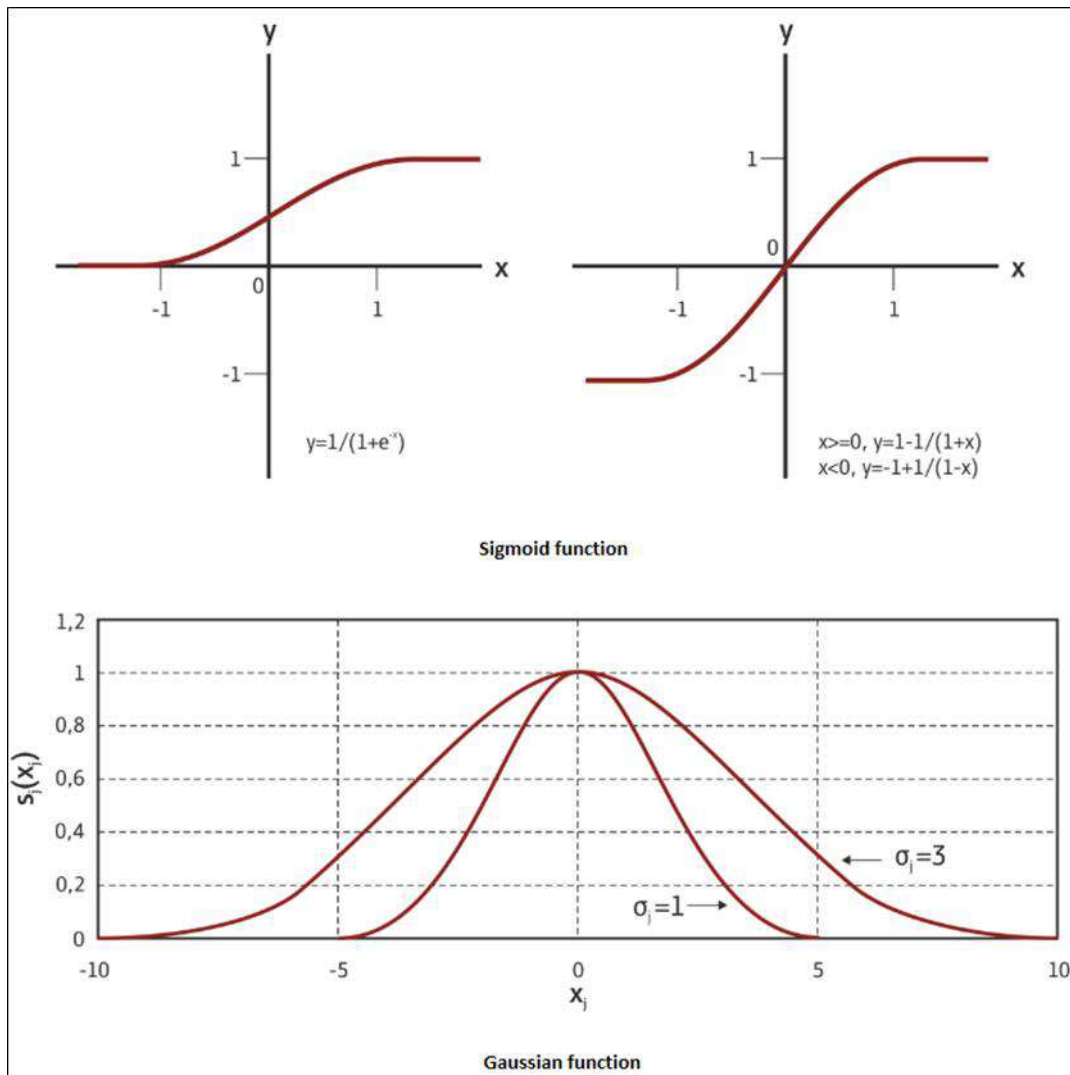 y y
1 1
0
x x
0
-1 1 -1 1
-1 -1
y=1/(1+e⁻ˣ)
x>=0, y=1-1/(1+x)
x<0, y=-1+1/(1-x)
Sigmoid function
1,2
1
0,8
0,6
0,4
0,2
0
sⱼ(xⱼ)
σⱼ=3
σⱼ=1
-10 -5 0 5 10
xⱼ
Gaussian function